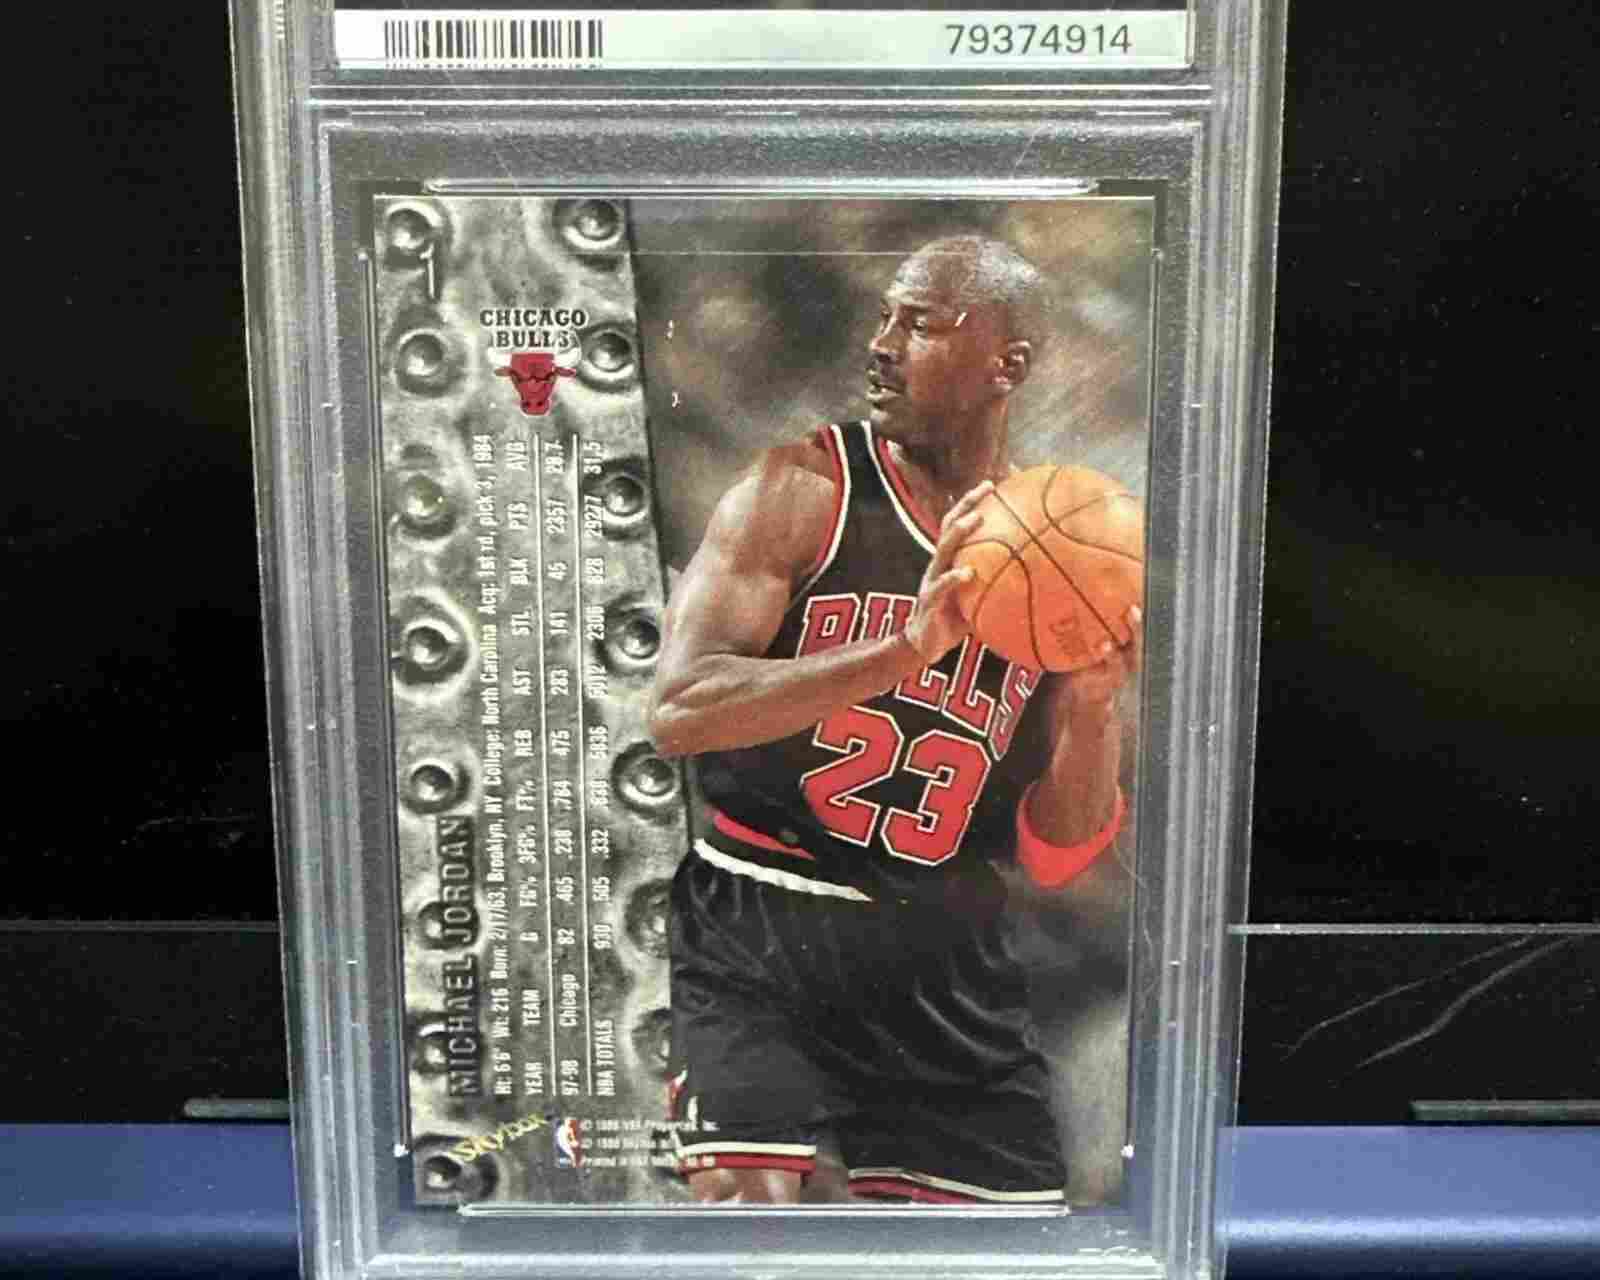 79374914
1
CHICAGO
BULLS
MICHAEL JORDAN
Ht: 6'6" Wt: 216 Born: 2/17/63, Brooklyn, NY College: North Carolina Acq: 1st rd, pick 3, 1984
YEAR TEAM G FG% 3FG% FT% REB AST STL BLK PTS AVG
97-98 Chicago 82 .465 .238 .784 475 283 141 45 2357 28.7
NBA TOTALS 930 .505 .332 5836 5012 2306 828 29277 31.5
skybox
Printed in
BULLS
23